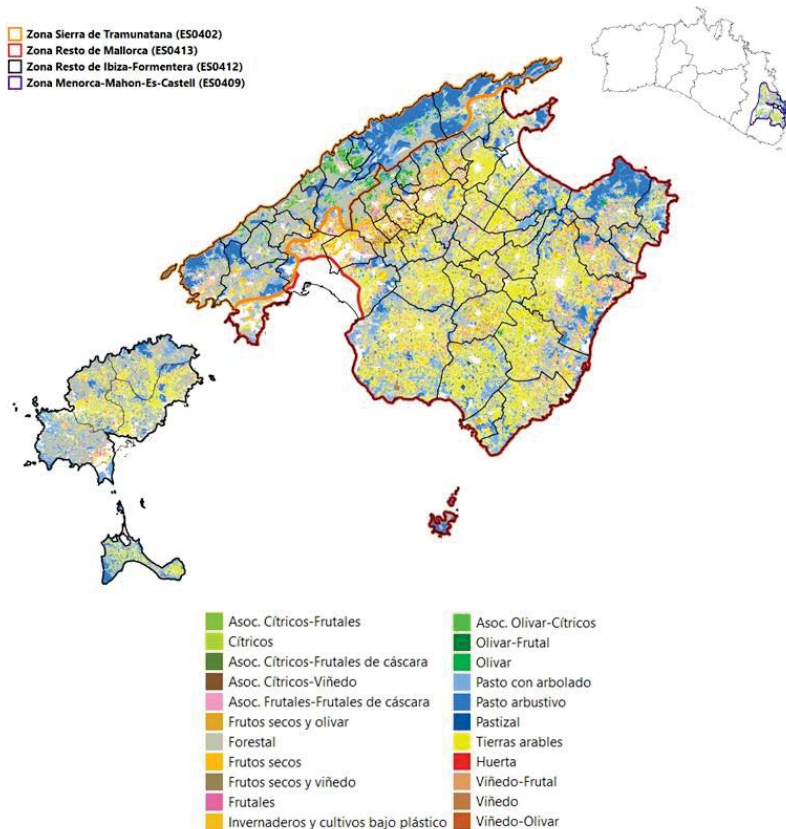 Zona Sierra de Tramunatana (ES0402)
Zona Resto de Mallorca (ES0413)
Zona Resto de Ibiza-Formentera (ES0412)
Zona Menorca-Mahon-Es-Castell (ES0409)
Asoc. Cítricos-Frutales
Cítricos
Asoc. Cítricos-Frutales de cáscara
Asoc. Cítricos-Viñedo
Asoc. Frutales-Frutales de cáscara
Frutos secos y olivar
Forestal
Frutos secos
Frutos secos y viñedo
Frutales
Invernaderos y cultivos bajo plástico
Asoc. Olivar-Cítricos
Olivar-Frutal
Olivar
Pasto con arbolado
Pasto arbustivo
Pastizal
Tierras arables
Huerta
Viñedo-Frutal
Viñedo
Viñedo-Olivar